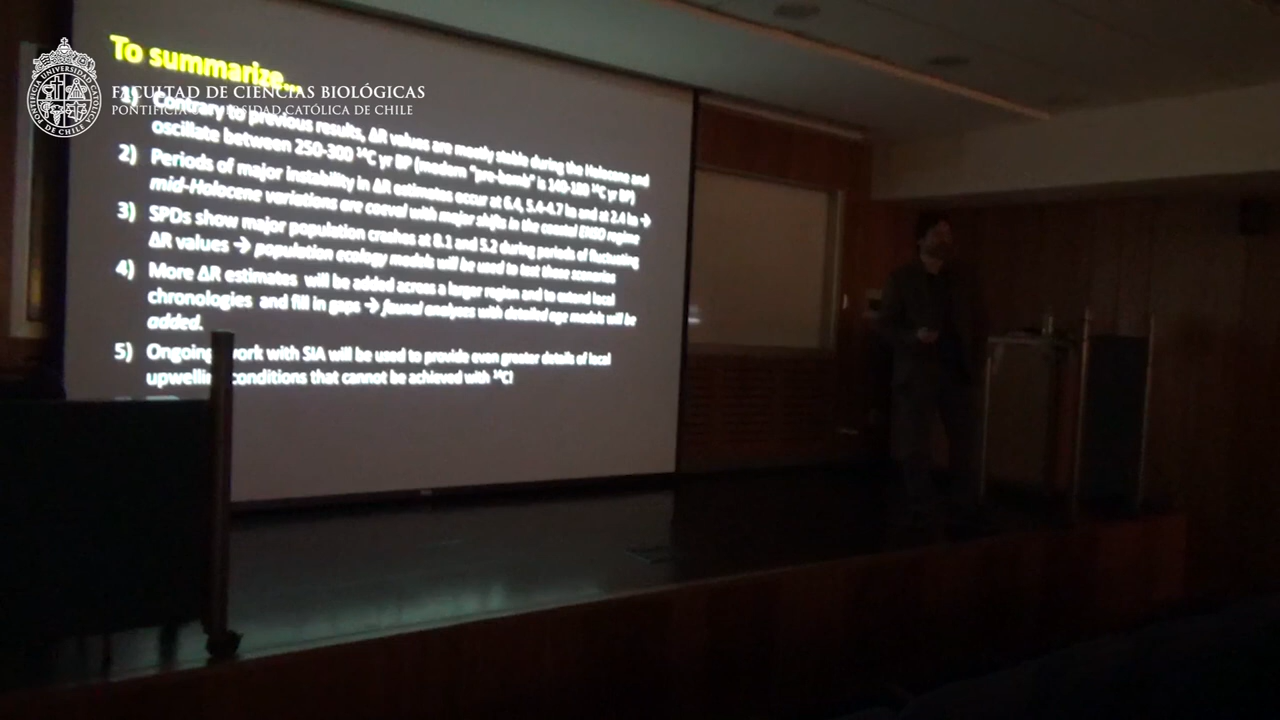 To summarize...
FACULTAD DE CIENCIAS BIOLÓGICAS
PONTIFICIA UNIVERSIDAD CATÓLICA DE CHILE
PONTIFICIA UNIVERSIDAD CATÓLICA DE CHILE
Contrary to previous results, ΔR values are mostly stable during the Holocene and
oscillate between 250-300 ¹⁴C yr BP (modern "pre-bomb" is 140-180 ¹⁴C yr BP)
2) Periods of major instability in ΔR estimates occur at 6.4, 5.4-4.7 ka and at 2.4 ka →
mid-Holocene variations are coeval with major shifts in the coastal ENSO regime
3) SPDs show major population crashes at 8.1 and 5.2 during periods of fluctuating
ΔR values → population ecology models will be used to test these scenarios
4) More ΔR estimates will be added across a larger region and to extend local
chronologies and fill in gaps → faunal analyses with detailed age models will be
added.
5) Ongoing work with SIA will be used to provide even greater details of local
upwelling conditions that cannot be achieved with ¹⁴C!